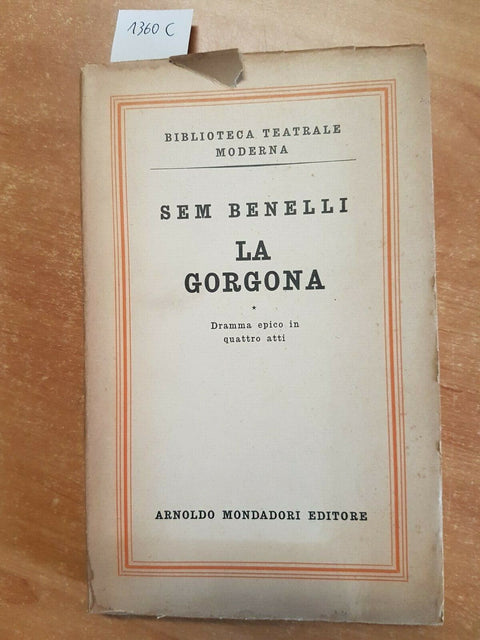 1360 C
BIBLIOTECA TEATRALE
MODERNA
SEM BENELLI
LA
GORGONA
*
Dramma epico in
quattro atti
ARNOLDO MONDADORI EDITORE